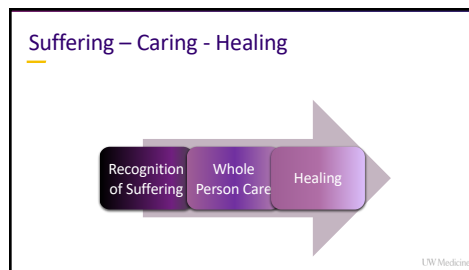 Suffering – Caring - Healing
Recognition
of Suffering
Whole
Person Care
Healing
UW Medicine